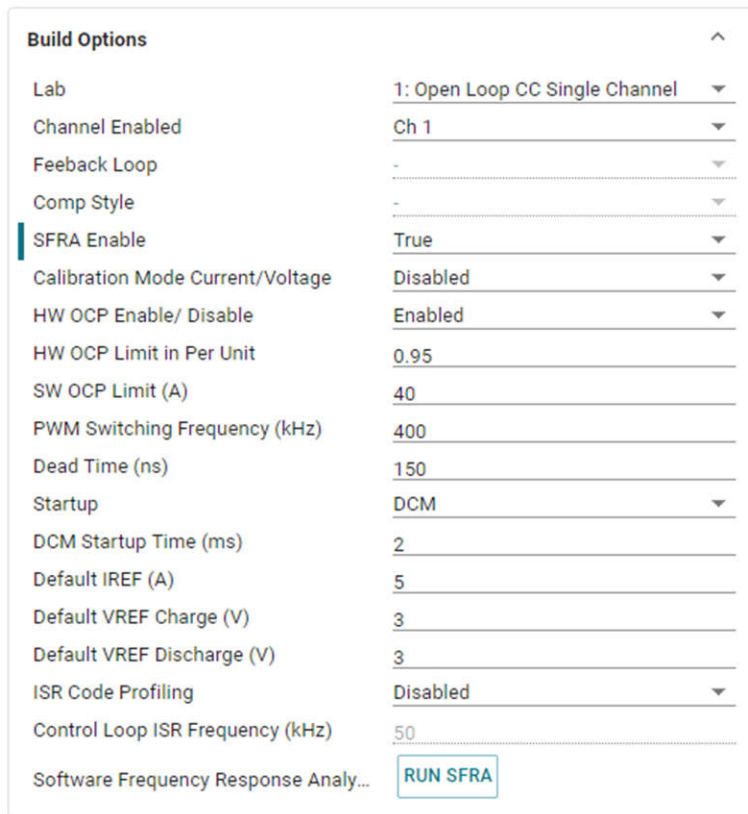 Build Options
Lab 1: Open Loop CC Single Channel
Channel Enabled Ch 1
Feeback Loop -
Comp Style -
SFRA Enable True
Calibration Mode Current/Voltage Disabled
HW OCP Enable/ Disable Enabled
HW OCP Limit in Per Unit 0.95
SW OCP Limit (A) 40
PWM Switching Frequency (kHz) 400
Dead Time (ns) 150
Startup DCM
DCM Startup Time (ms) 2
Default IREF (A) 5
Default VREF Charge (V) 3
Default VREF Discharge (V) 3
ISR Code Profiling Disabled
Control Loop ISR Frequency (kHz) 50
Software Frequency Response Analy... RUN SFRA